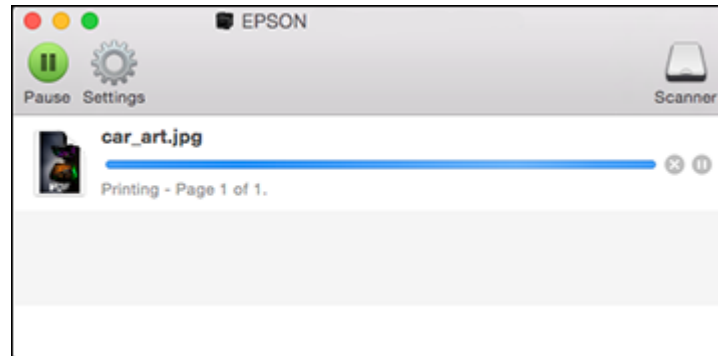 EPSON
Pause Settings Scanner
car_art.jpg
Printing - Page 1 of 1.